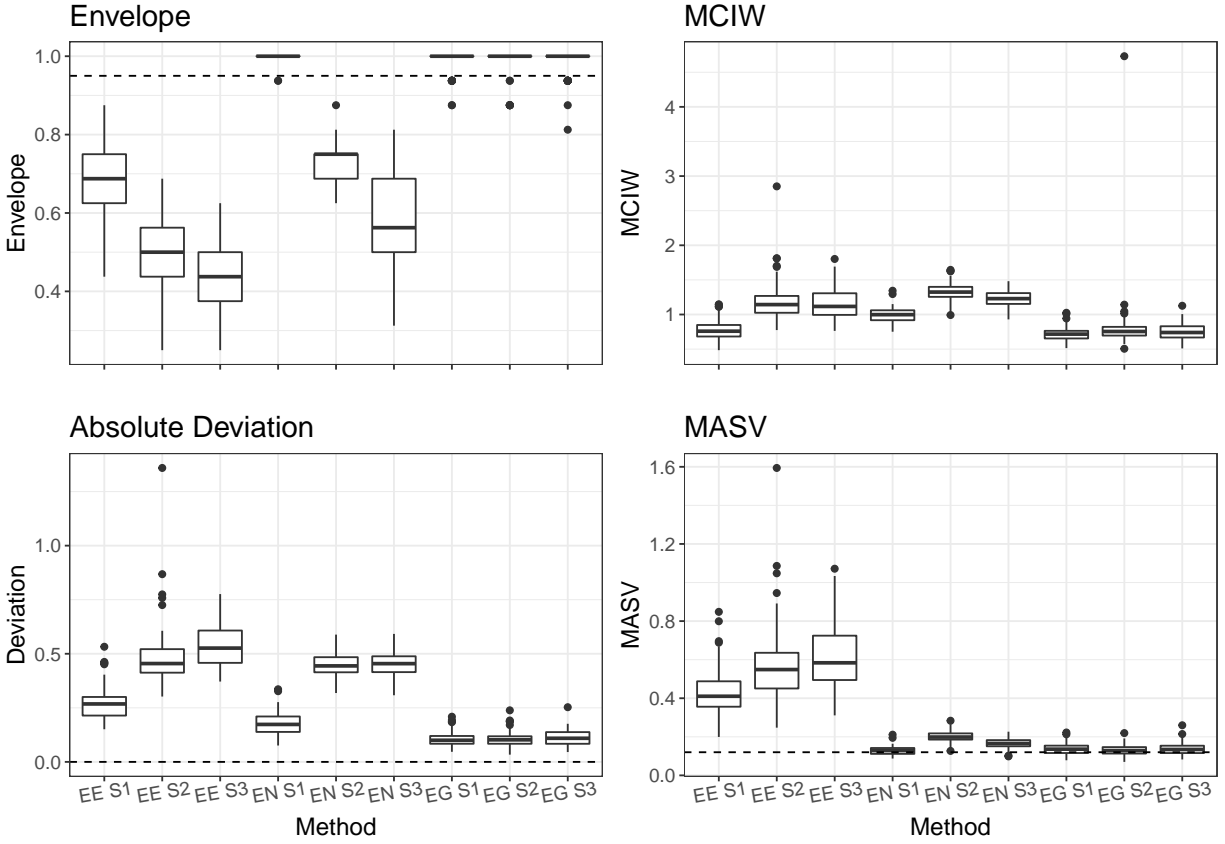 Envelope
Envelope
1.0
0.8
0.6
0.4
MCIW
MCIW
4
3
2
1
Absolute Deviation
Deviation
1.0
0.5
0.0
EE S1 EE S2 EE S3 EN S1 EN S2 EN S3 EG S1 EG S2 EG S3
Method
MASV
MASV
1.6
1.2
0.8
0.4
0.0
EE S1 EE S2 EE S3 EN S1 EN S2 EN S3 EG S1 EG S2 EG S3
Method